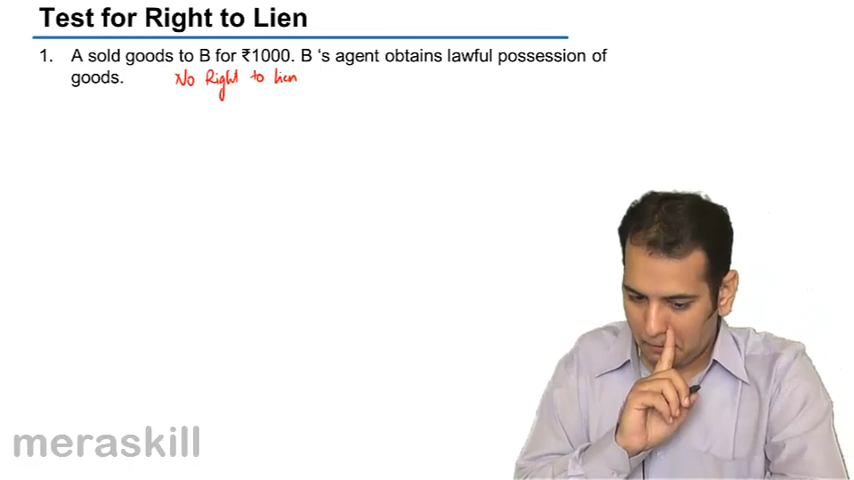 Test for Right to Lien
1. A sold goods to B for ₹1000. B 's agent obtains lawful possession of
goods. No Right to lien
meraskill